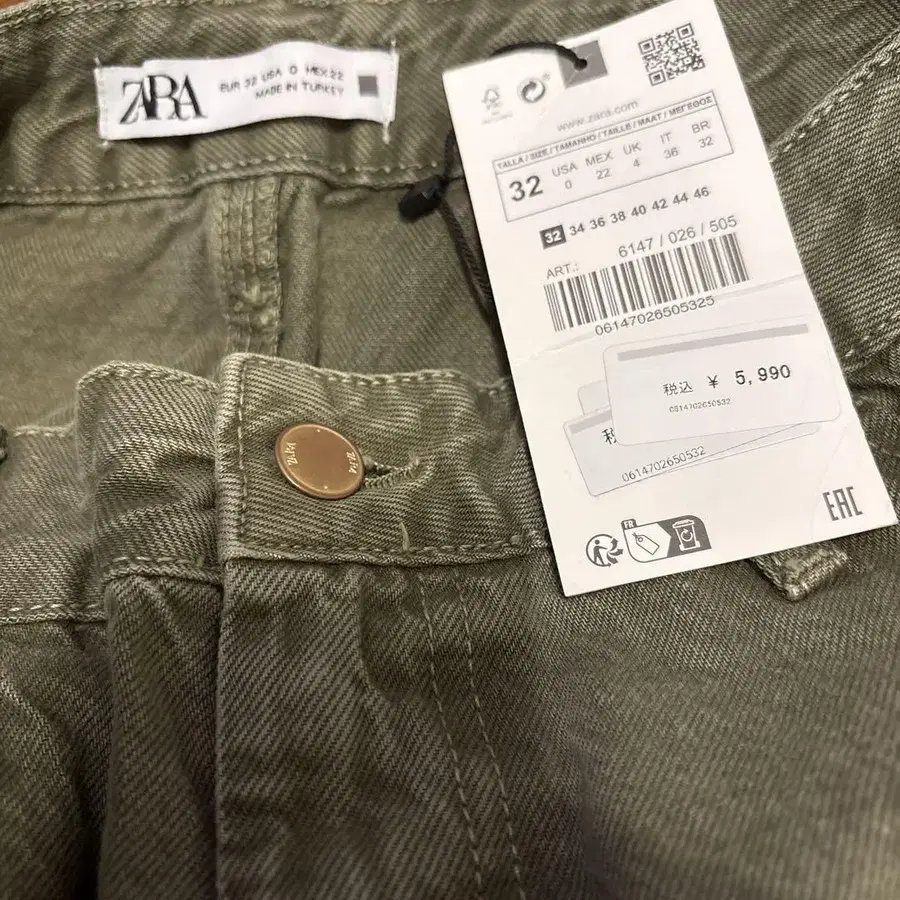 ZARA
EUR 32 USA 0 MEX 22
MADE IN TURKEY
www.zara.com
TALLA / SIZE / TAMANHO / TAILLE / MAAT / ΜΕΓΕΘΟΣ
32
USA 0
MEX 22
UK 4
IT 36
BR 32
32 34 36 38 40 42 44 46
ART.: 6147 / 026 / 505
06147026505325
税込 ¥ 5,990
0614702650532
税
0614702650532
FR
EAC
ZARA
ZARA